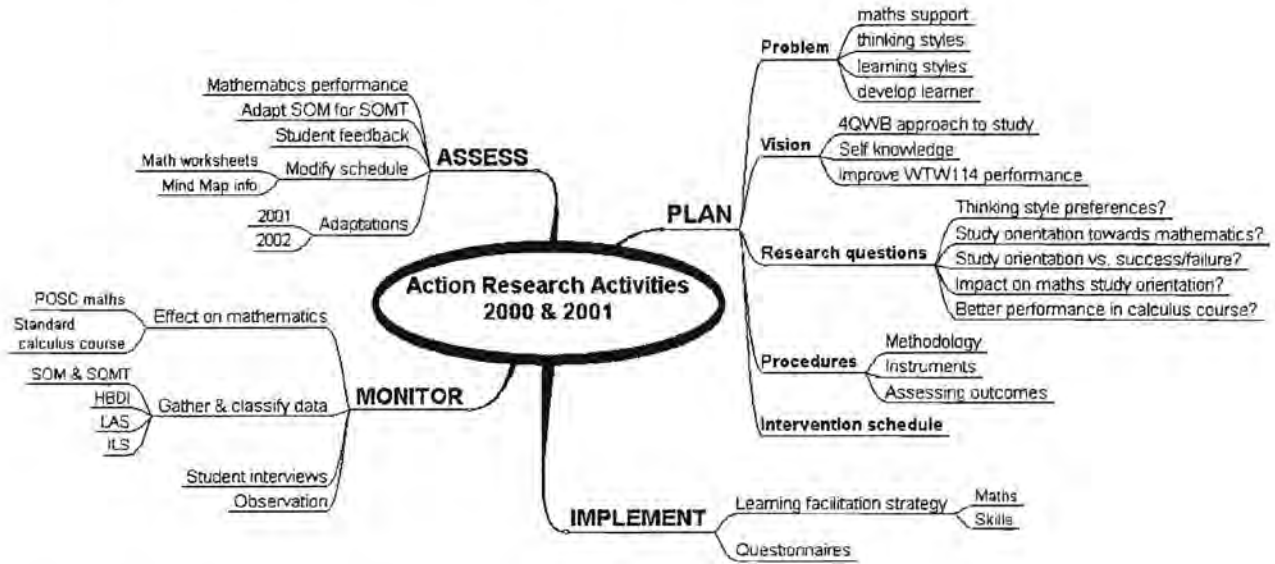 Action Research Activities
2000 & 2001
PLAN
Problem
maths support
thinking styles
learning styles
develop learner
Vision
4QWB approach to study
Self knowledge
improve WTW114 performance
Research questions
Thinking style preferences?
Study orientation towards mathematics?
Study orientation vs. success/failure?
Impact on maths study orientation?
Better performance in calculus course?
Procedures
Methodology
Instruments
Assessing outcomes
Intervention schedule
IMPLEMENT
Learning facilitation strategy
Maths
Skills
Questionnaires
MONITOR
Effect on mathematics
POSC maths
Standard
calculus course
Gather & classify data
SOM & SOMT
HBDI
LAS
ILS
Student interviews
Observation
ASSESS
Mathematics performance
Adapt SOM for SOMT
Student feedback
Modify schedule
Math worksheets
Mind Map info
Adaptations
2001
2002